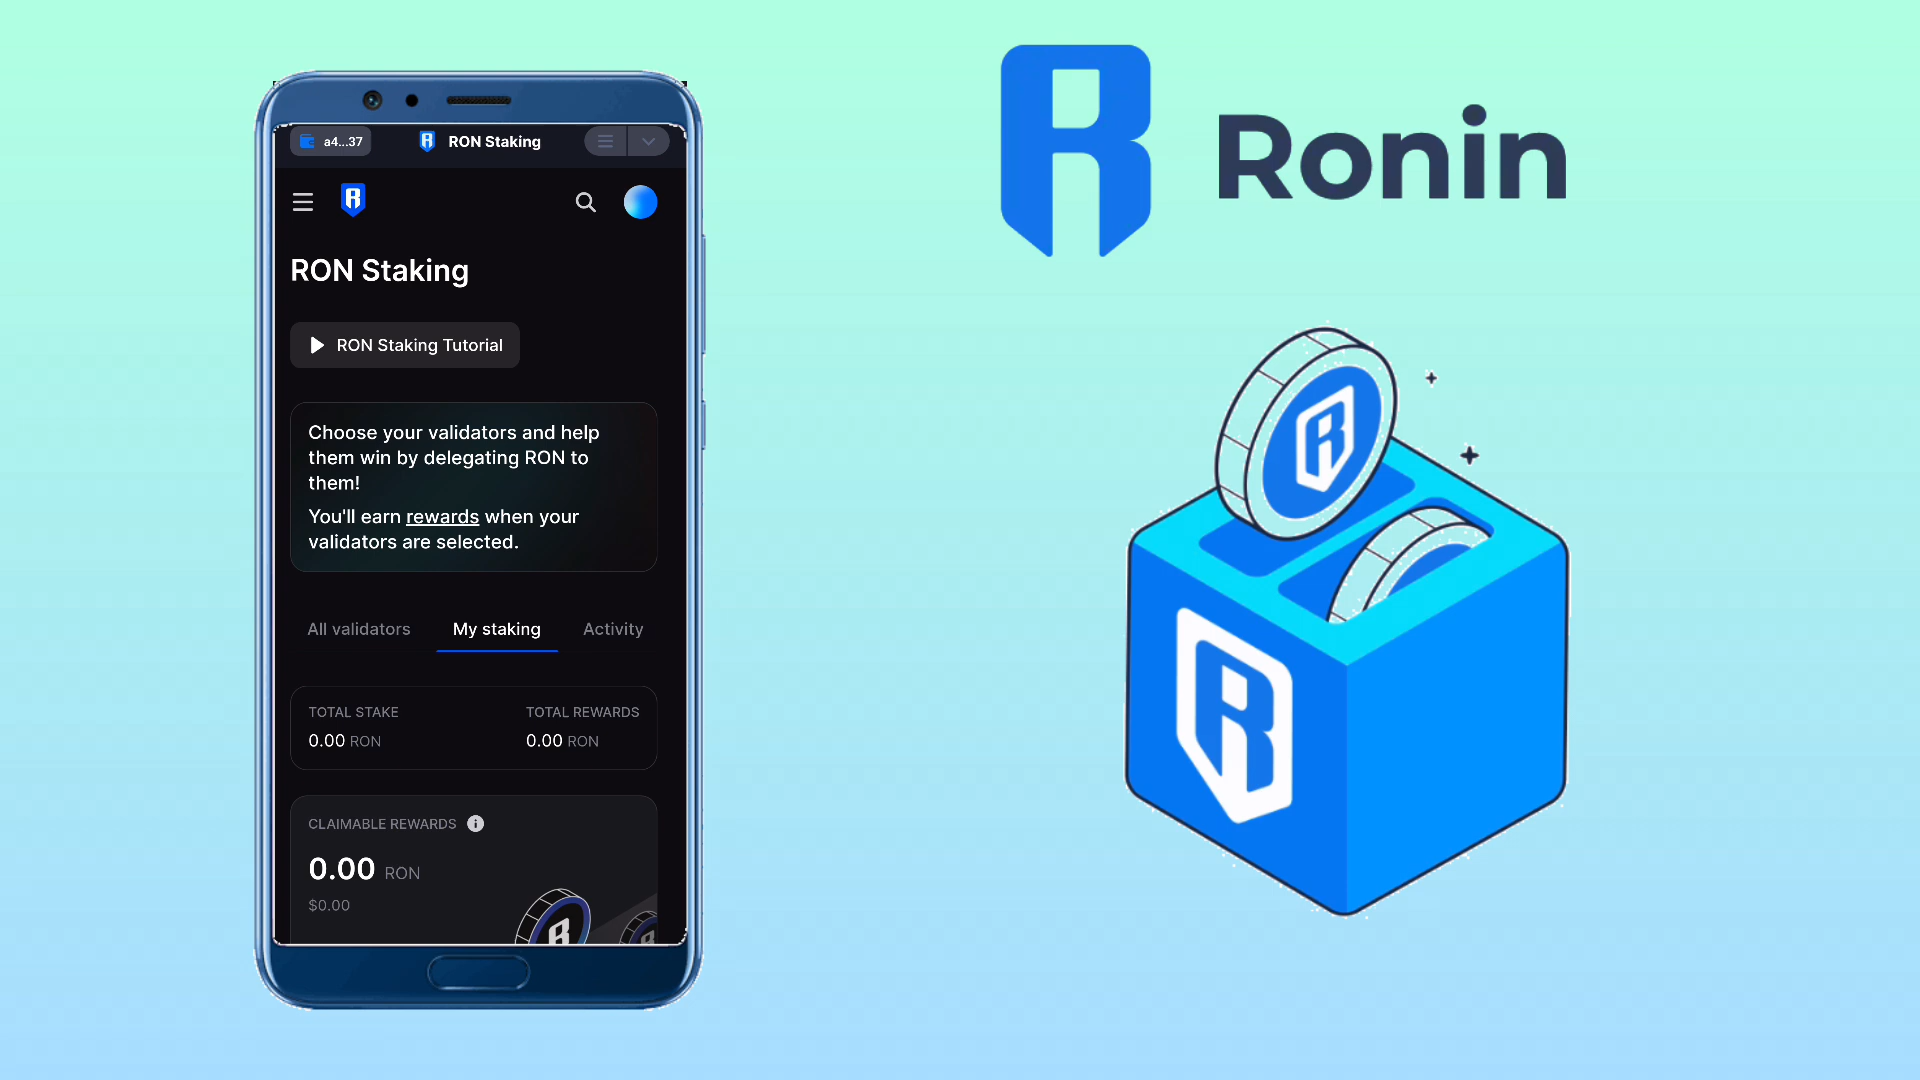 a4...37
RON Staking
RON Staking
RON Staking Tutorial
Choose your validators and help
them win by delegating RON to
them!
You'll earn rewards when your
validators are selected.
All validators
My staking
Activity
TOTAL STAKE
TOTAL REWARDS
0.00 RON
0.00 RON
CLAIMABLE REWARDS
0.00 RON
$0.00
Ronin